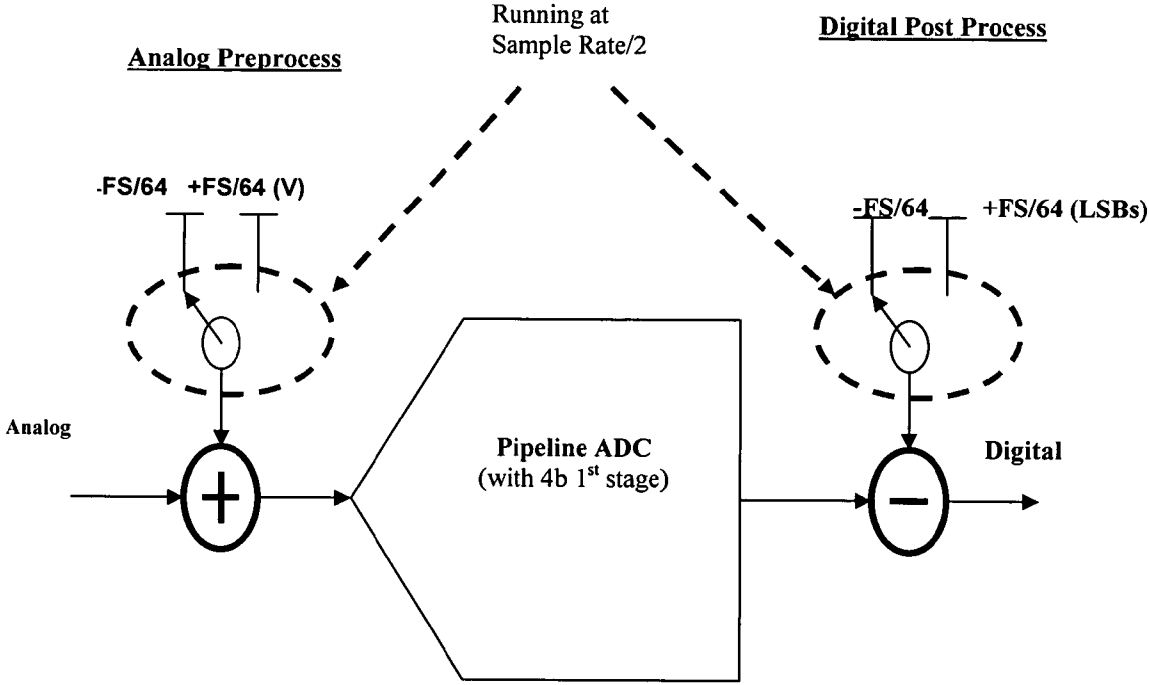 Running at
Sample Rate/2
Digital Post Process
Analog Preprocess
-FS/64 +FS/64 (V)
-FS/64 +FS/64 (LSBs)
Analog
+
Pipeline ADC
(with 4b 1st stage)
Digital
−